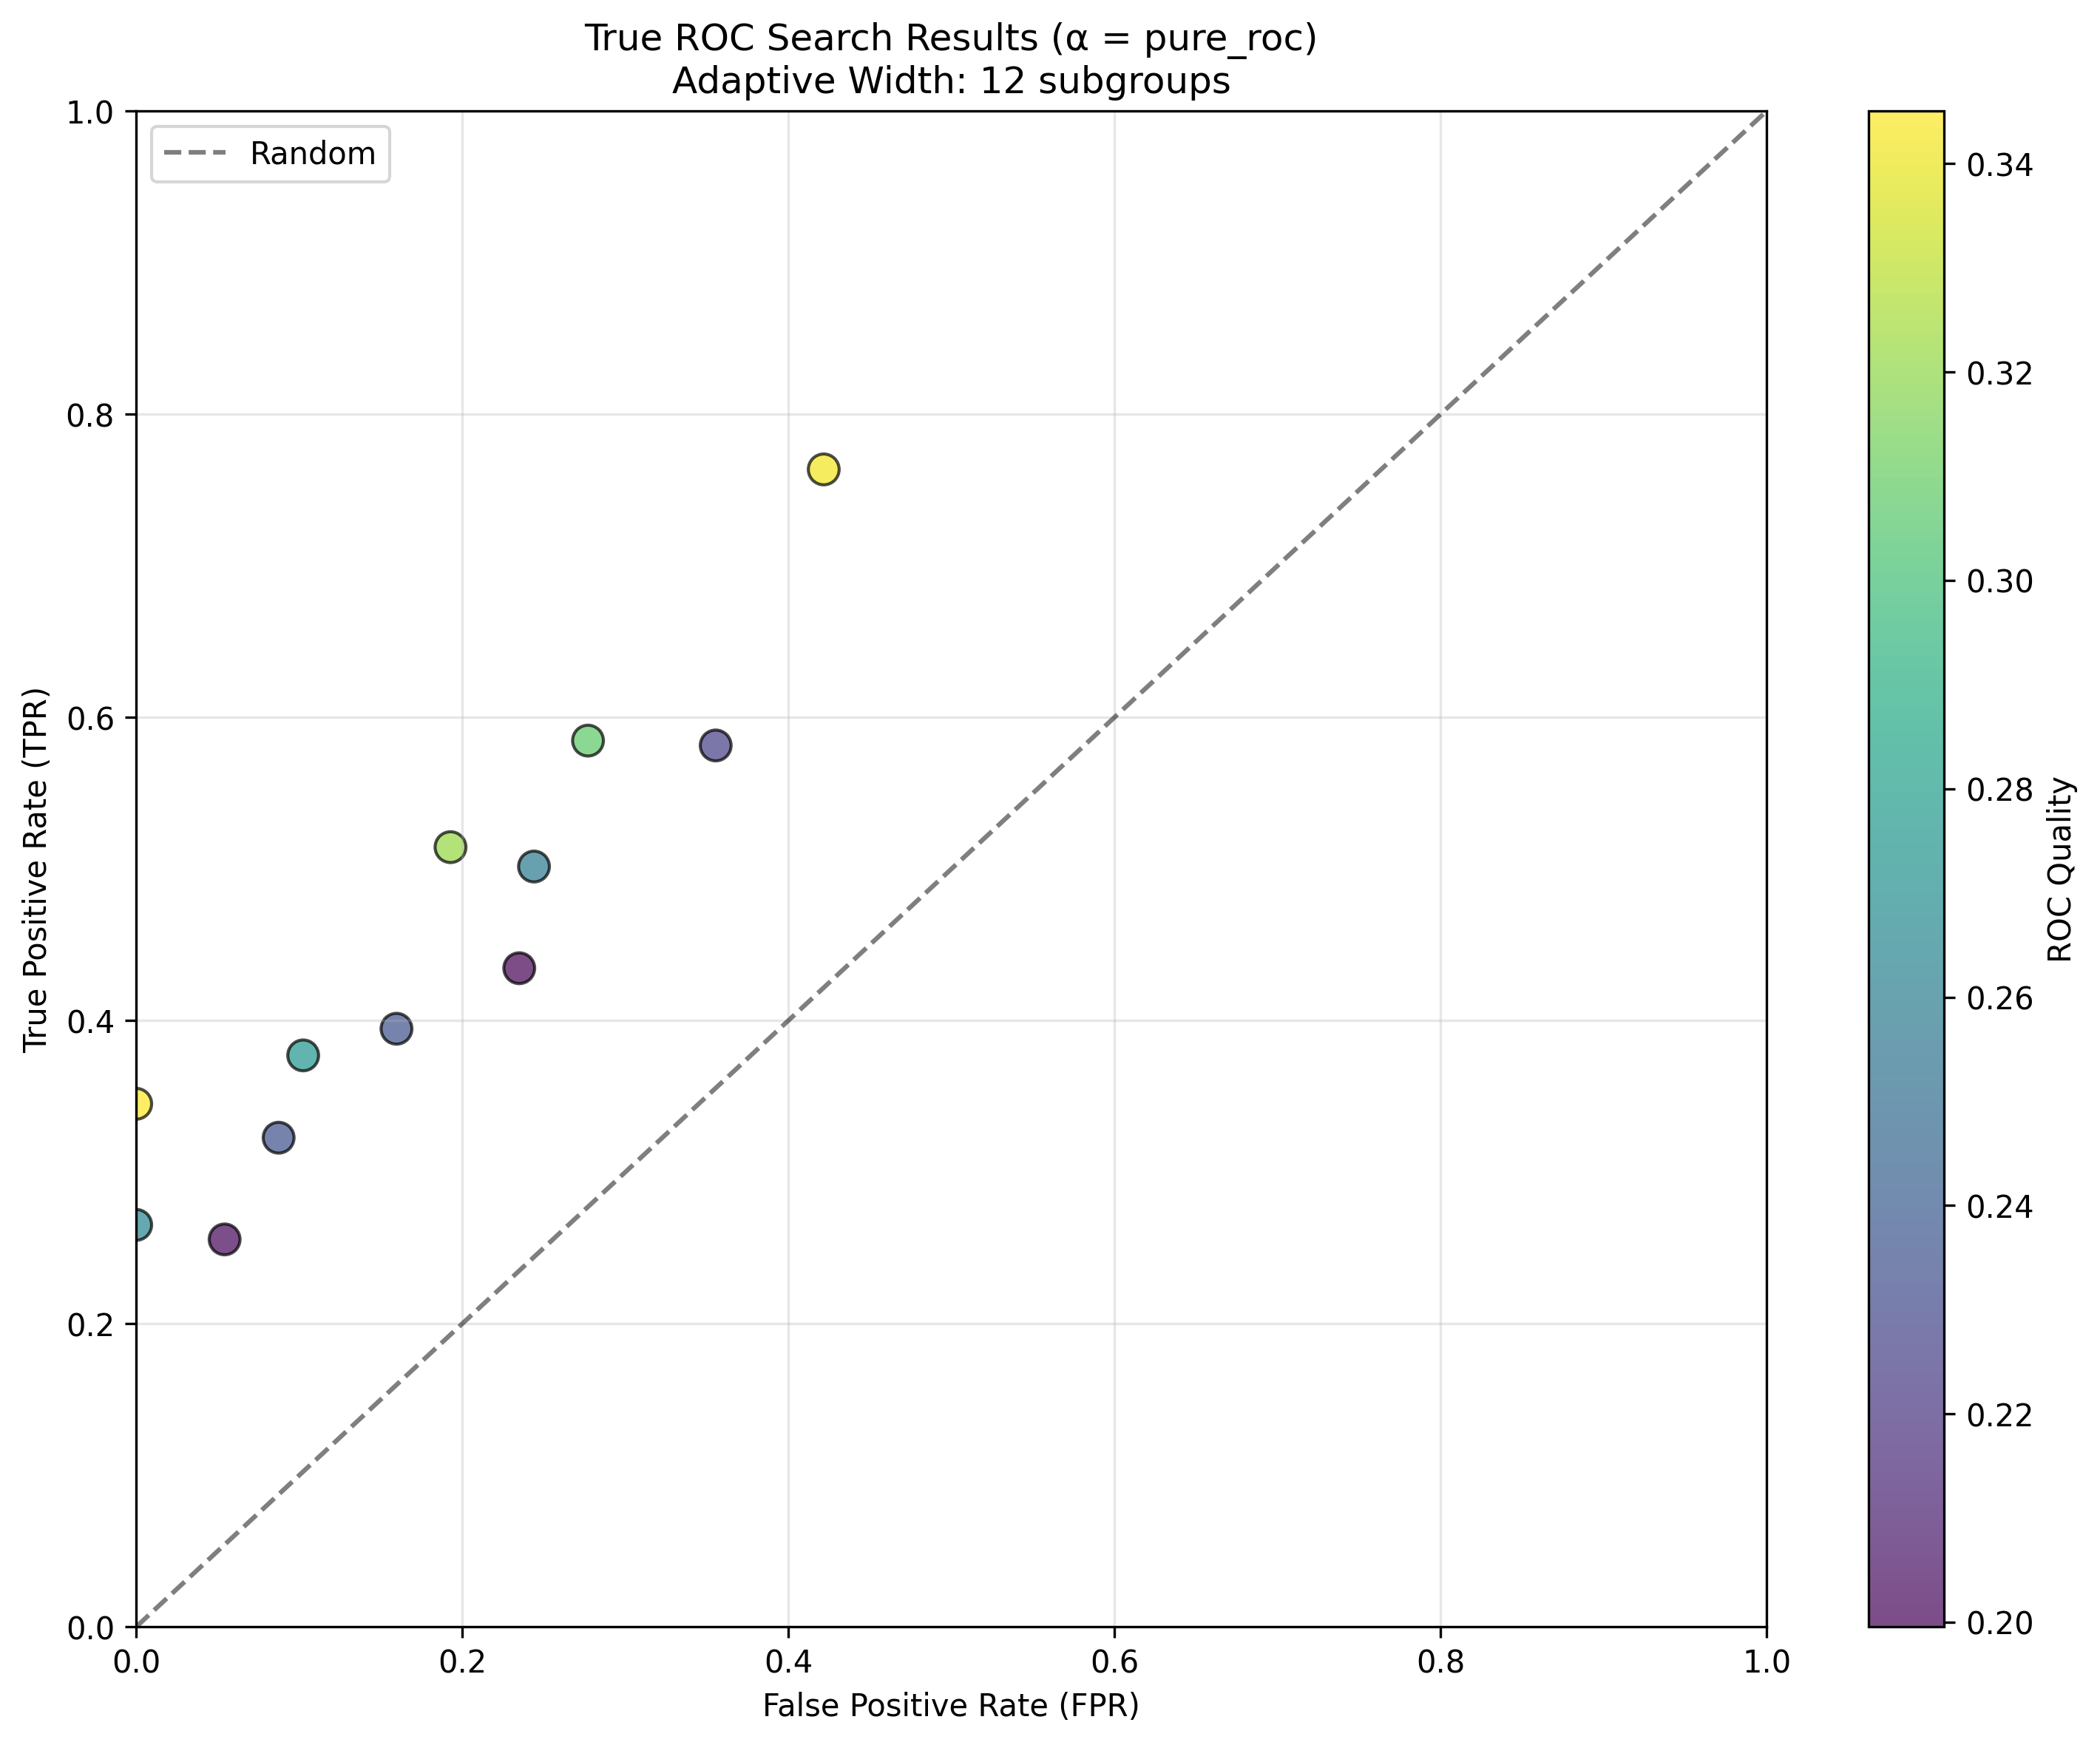 True ROC Search Results (α = pure_roc)
Adaptive Width: 12 subgroups
Random
True Positive Rate (TPR)
1.0
0.8
0.6
0.4
0.2
0.0
0.0 0.2 0.4 0.6 0.8 1.0
False Positive Rate (FPR)
0.34
0.32
0.30
0.28
0.26
0.24
0.22
0.20
ROC Quality